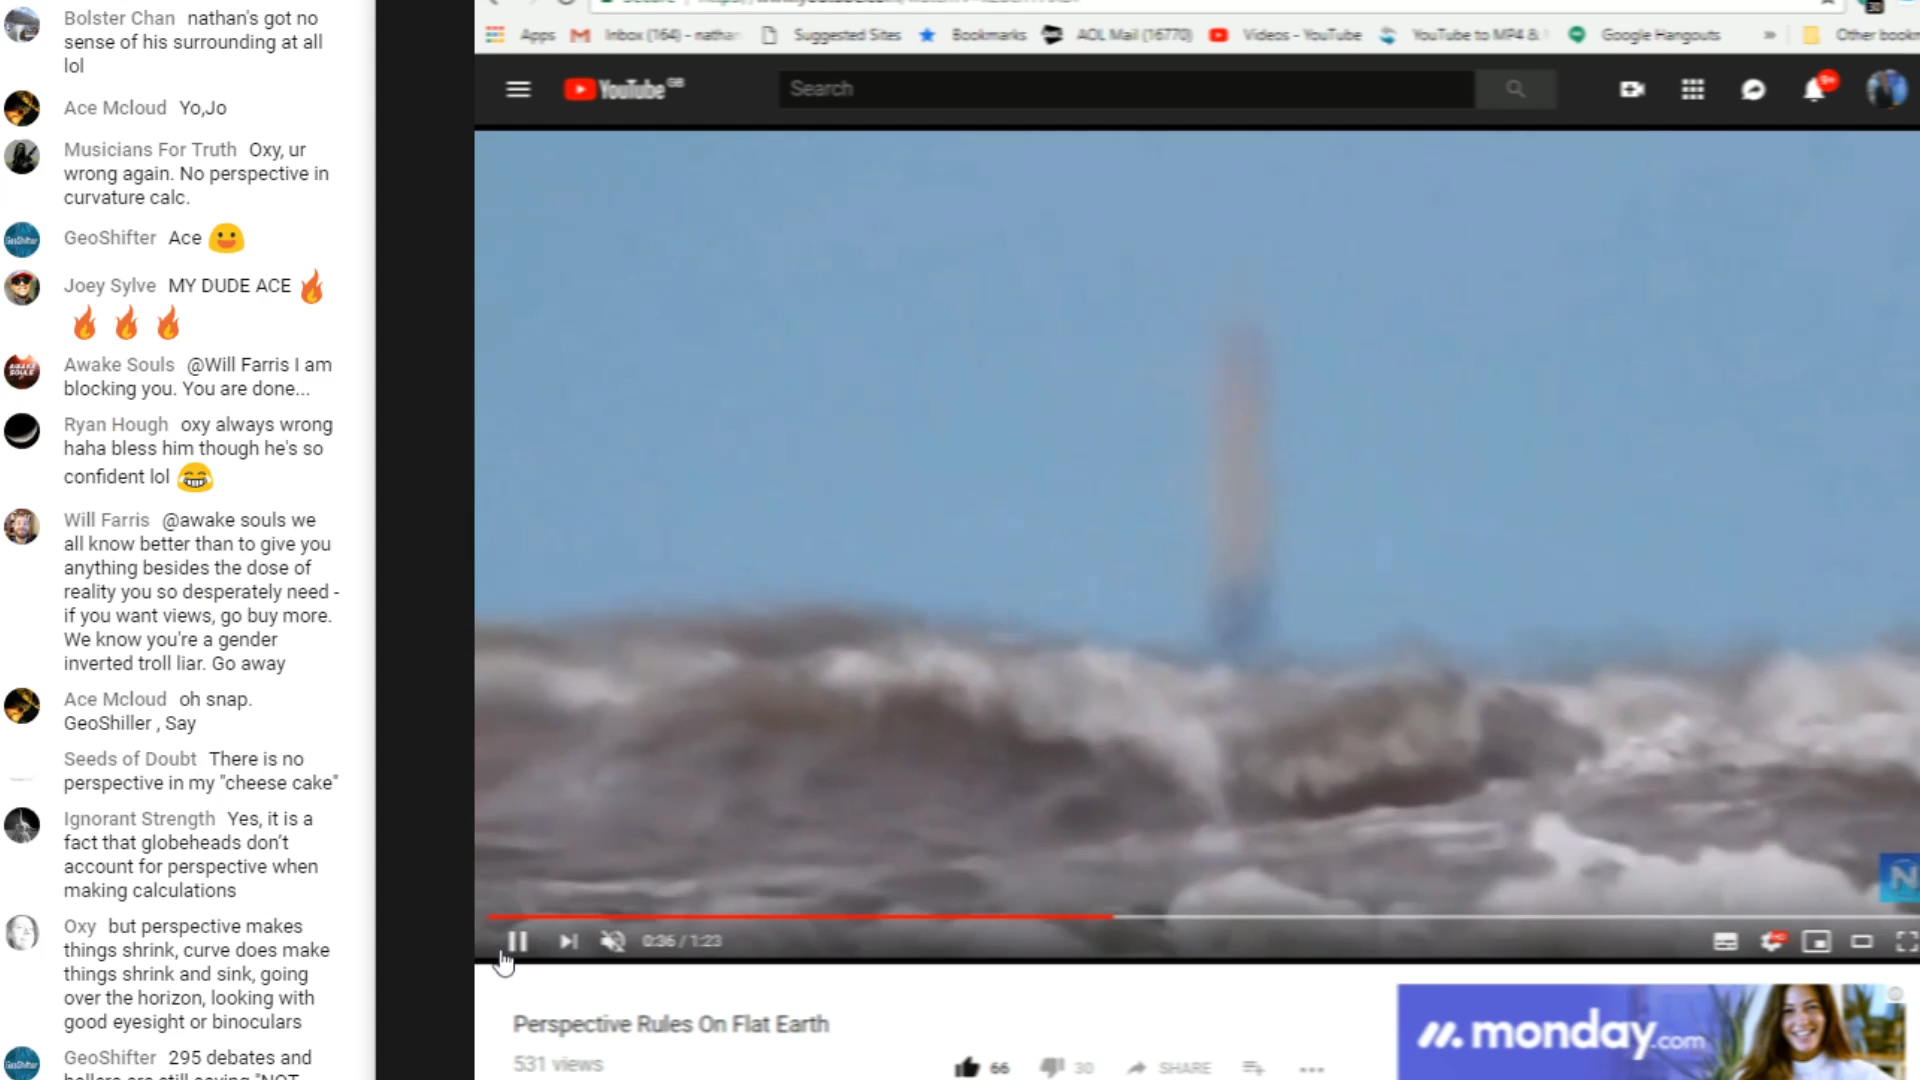 Bolster Chan nathan's got no
sense of his surrounding at all
lol
Ace Mcloud Yo,Jo
Musicians For Truth Oxy, ur
wrong again. No perspective in
curvature calc.
GeoShifter Ace
Joey Sylve MY DUDE ACE
Awake Souls @Will Farris I am
blocking you. You are done...
Ryan Hough oxy always wrong
haha bless him though he's so
confident lol
Will Farris @awake souls we
all know better than to give you
anything besides the dose of
reality you so desperately need -
if you want views, go buy more.
We know you're a gender
inverted troll liar. Go away
Ace Mcloud oh snap.
GeoShiller , Say
Seeds of Doubt There is no
perspective in my "cheese cake"
Ignorant Strength Yes, it is a
fact that globeheads don't
account for perspective when
making calculations
Oxy but perspective makes
things shrink, curve does make
things shrink and sink, going
over the horizon, looking with
good eyesight or binoculars
GeoShifter 295 debates and
Apps Inbox (164) - nathan Suggested Sites Bookmarks AOL Mail (16770) Videos - YouTube YouTube to MP4 & Google Hangouts » Other bookm
YouTube GB Search 9+
N
0:36 / 1:23
Perspective Rules On Flat Earth
531 views 66 30 SHARE
monday.com